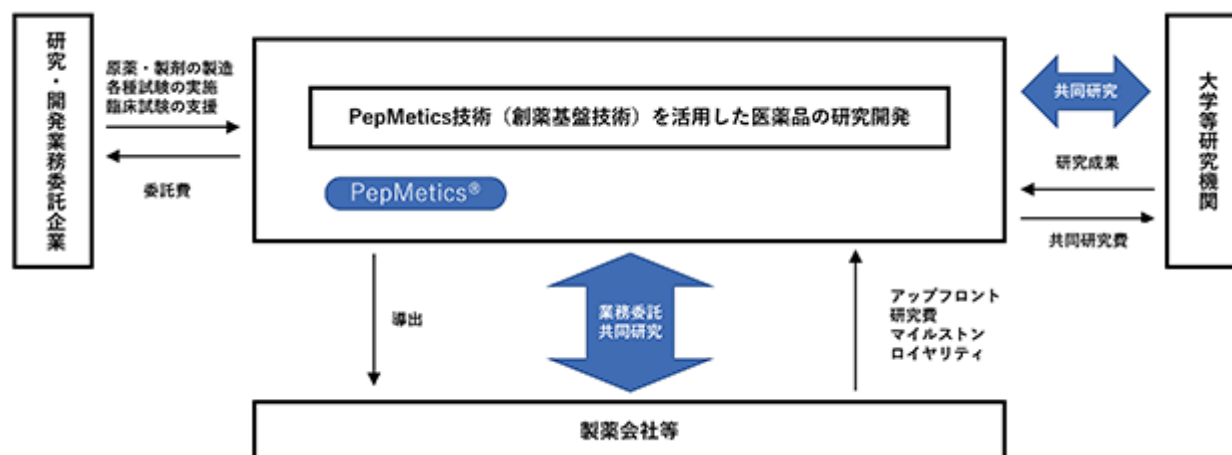 研究・開発業務委託企業
原薬・製剤の製造
各種試験の実施
臨床試験の支援
委託費
PepMetics技術（創薬基盤技術）を活用した医薬品の研究開発
PepMetics®
共同研究
研究成果
共同研究費
大学等研究機関
導出
業務委託
共同研究
アップフロント
研究費
マイルストン
ロイヤリティ
製薬会社等